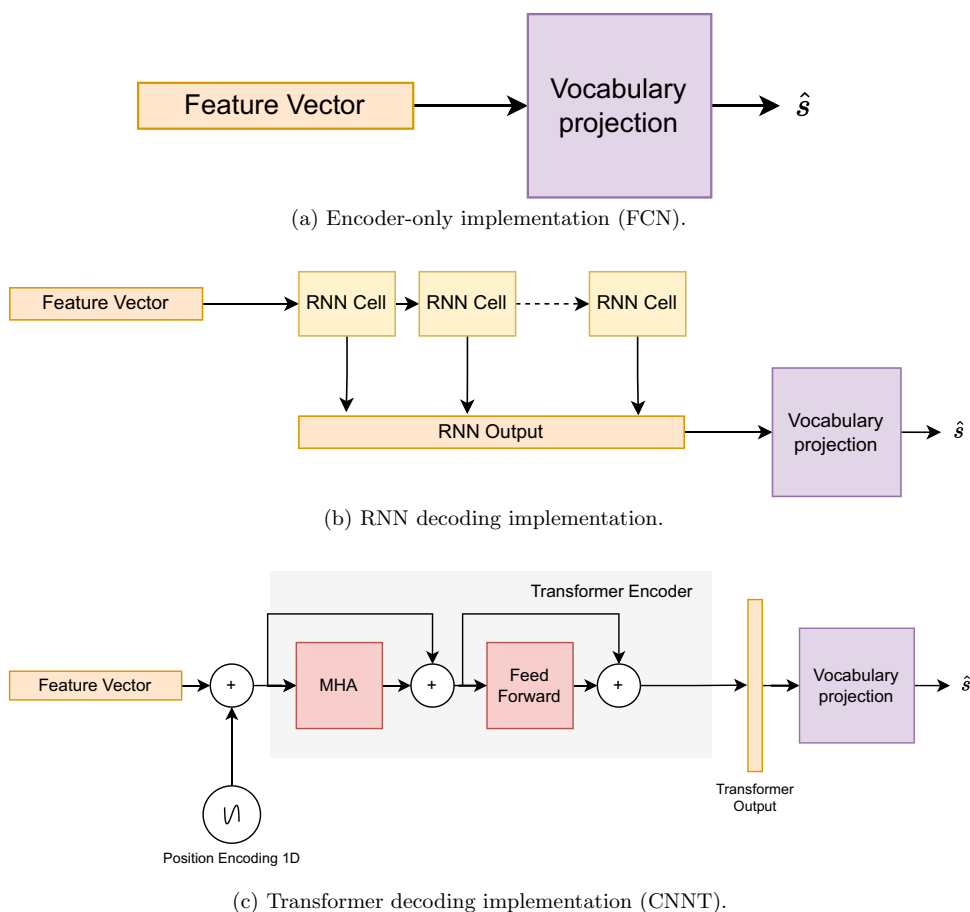 Feature Vector
Vocabulary
projection
ŝ
(a) Encoder-only implementation (FCN).
Feature Vector
RNN Cell
RNN Cell
RNN Cell
RNN Output
Vocabulary
projection
ŝ
(b) RNN decoding implementation.
Transformer Encoder
Feature Vector
+
MHA
+
Feed
Forward
+
Vocabulary
projection
ŝ
Transformer
Output
Position Encoding 1D
(c) Transformer decoding implementation (CNNT).